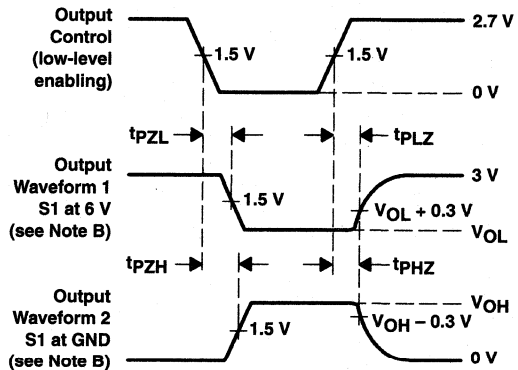 Output
Control
(low-level
enabling)
1.5 V
1.5 V
2.7 V
0 V
tPZL
tPLZ
Output
Waveform 1
S1 at 6 V
(see Note B)
1.5 V
3 V
VOL + 0.3 V
VOL
tPZH
tPHZ
Output
Waveform 2
S1 at GND
(see Note B)
1.5 V
VOH
VOH – 0.3 V
0 V